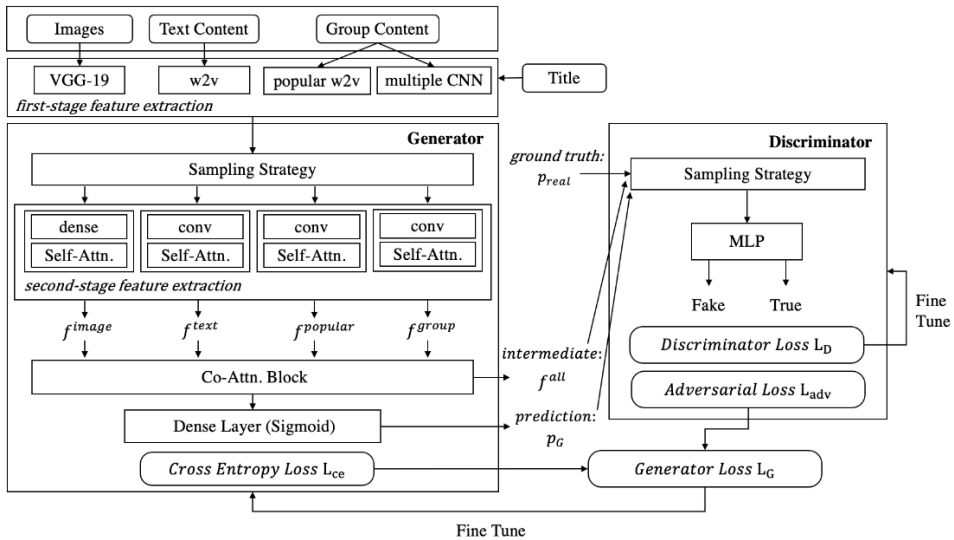 Images
Text Content
Group Content
VGG-19
w2v
popular w2v
multiple CNN
Title
first-stage feature extraction
Generator
Sampling Strategy
dense
conv
conv
conv
Self-Attn.
Self-Attn.
Self-Attn.
Self-Attn.
second-stage feature extraction
f^image
f^text
f^popular
f^group
Co-Attn. Block
Dense Layer (Sigmoid)
Cross Entropy Loss L_ce
ground truth:
p_real
intermediate:
f^all
prediction:
p_G
Discriminator
Sampling Strategy
MLP
Fake
True
Discriminator Loss L_D
Adversarial Loss L_adv
Fine
Tune
Generator Loss L_G
Fine Tune